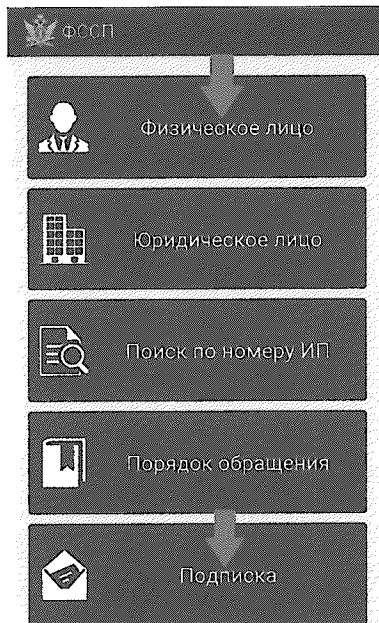 ФССП
Физическое лицо
Юридическое лицо
Поиск по номеру ИП
Порядок обращения
Подписка